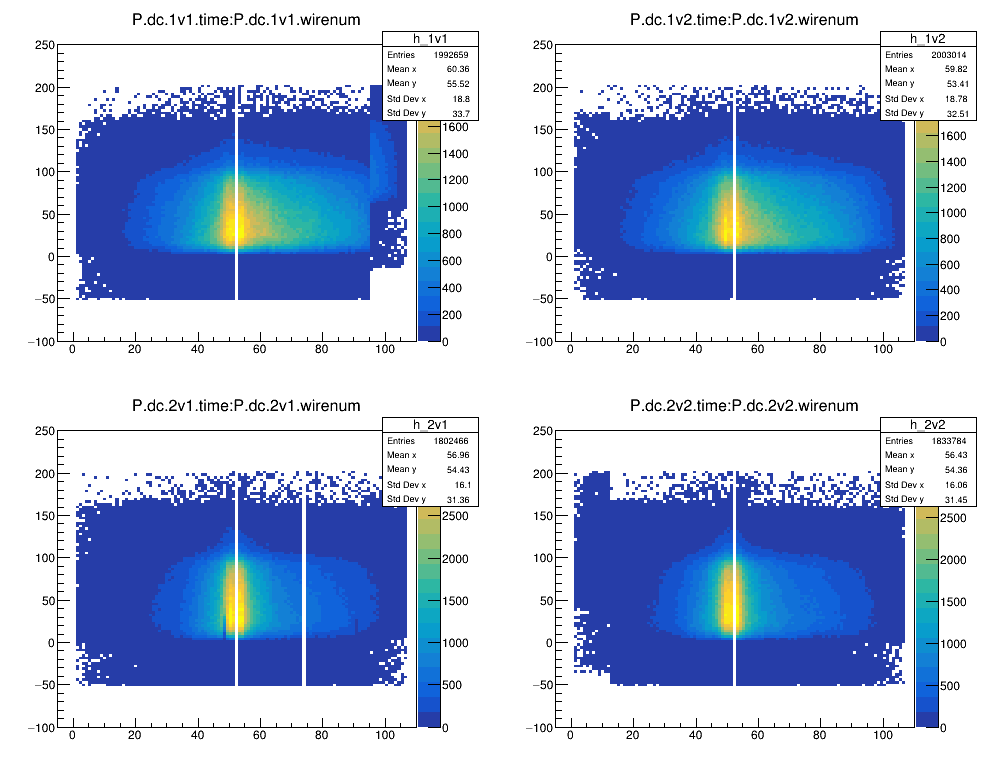 P.dc.1v1.time:P.dc.1v1.wirenum
h_1v1
Entries 1992659
Mean x 60.36
Mean y 55.52
Std Dev x 18.8
Std Dev y 33.7
250
200
150
100
50
0
−50
−100
0 20 40 60 80 100
1600
1400
1200
1000
800
600
400
200
0
P.dc.1v2.time:P.dc.1v2.wirenum
h_1v2
Entries 2003014
Mean x 59.82
Mean y 53.41
Std Dev x 18.78
Std Dev y 32.51
250
200
150
100
50
0
−50
−100
0 20 40 60 80 100
1600
1400
1200
1000
800
600
400
200
0
P.dc.2v1.time:P.dc.2v1.wirenum
h_2v1
Entries 1802466
Mean x 56.96
Mean y 54.43
Std Dev x 16.1
Std Dev y 31.36
250
200
150
100
50
0
−50
−100
0 20 40 60 80 100
2500
2000
1500
1000
500
0
P.dc.2v2.time:P.dc.2v2.wirenum
h_2v2
Entries 1833784
Mean x 56.43
Mean y 54.36
Std Dev x 16.06
Std Dev y 31.45
250
200
150
100
50
0
−50
−100
0 20 40 60 80 100
2500
2000
1500
1000
500
0